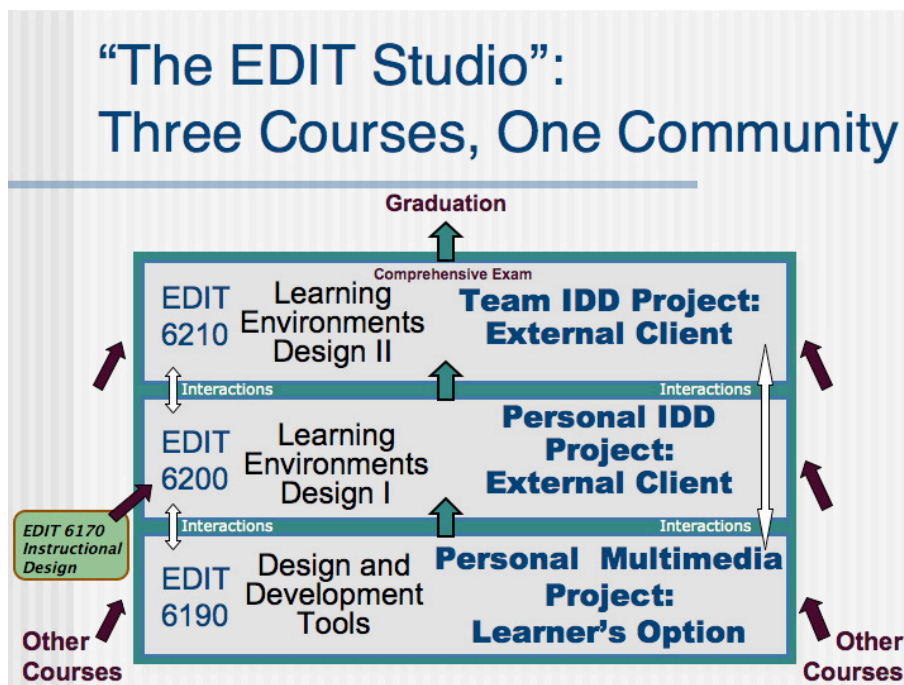 “The EDIT Studio”:
Three Courses, One Community
Graduation
Comprehensive Exam
EDIT
6210
Learning
Environments
Design II
Team IDD Project:
External Client
Interactions
Interactions
EDIT
6200
Learning
Environments
Design I
Personal IDD
Project:
External Client
EDIT 6170
Instructional
Design
Interactions
Interactions
EDIT
6190
Design and
Development
Tools
Personal Multimedia
Project:
Learner’s Option
Other
Courses
Other
Courses